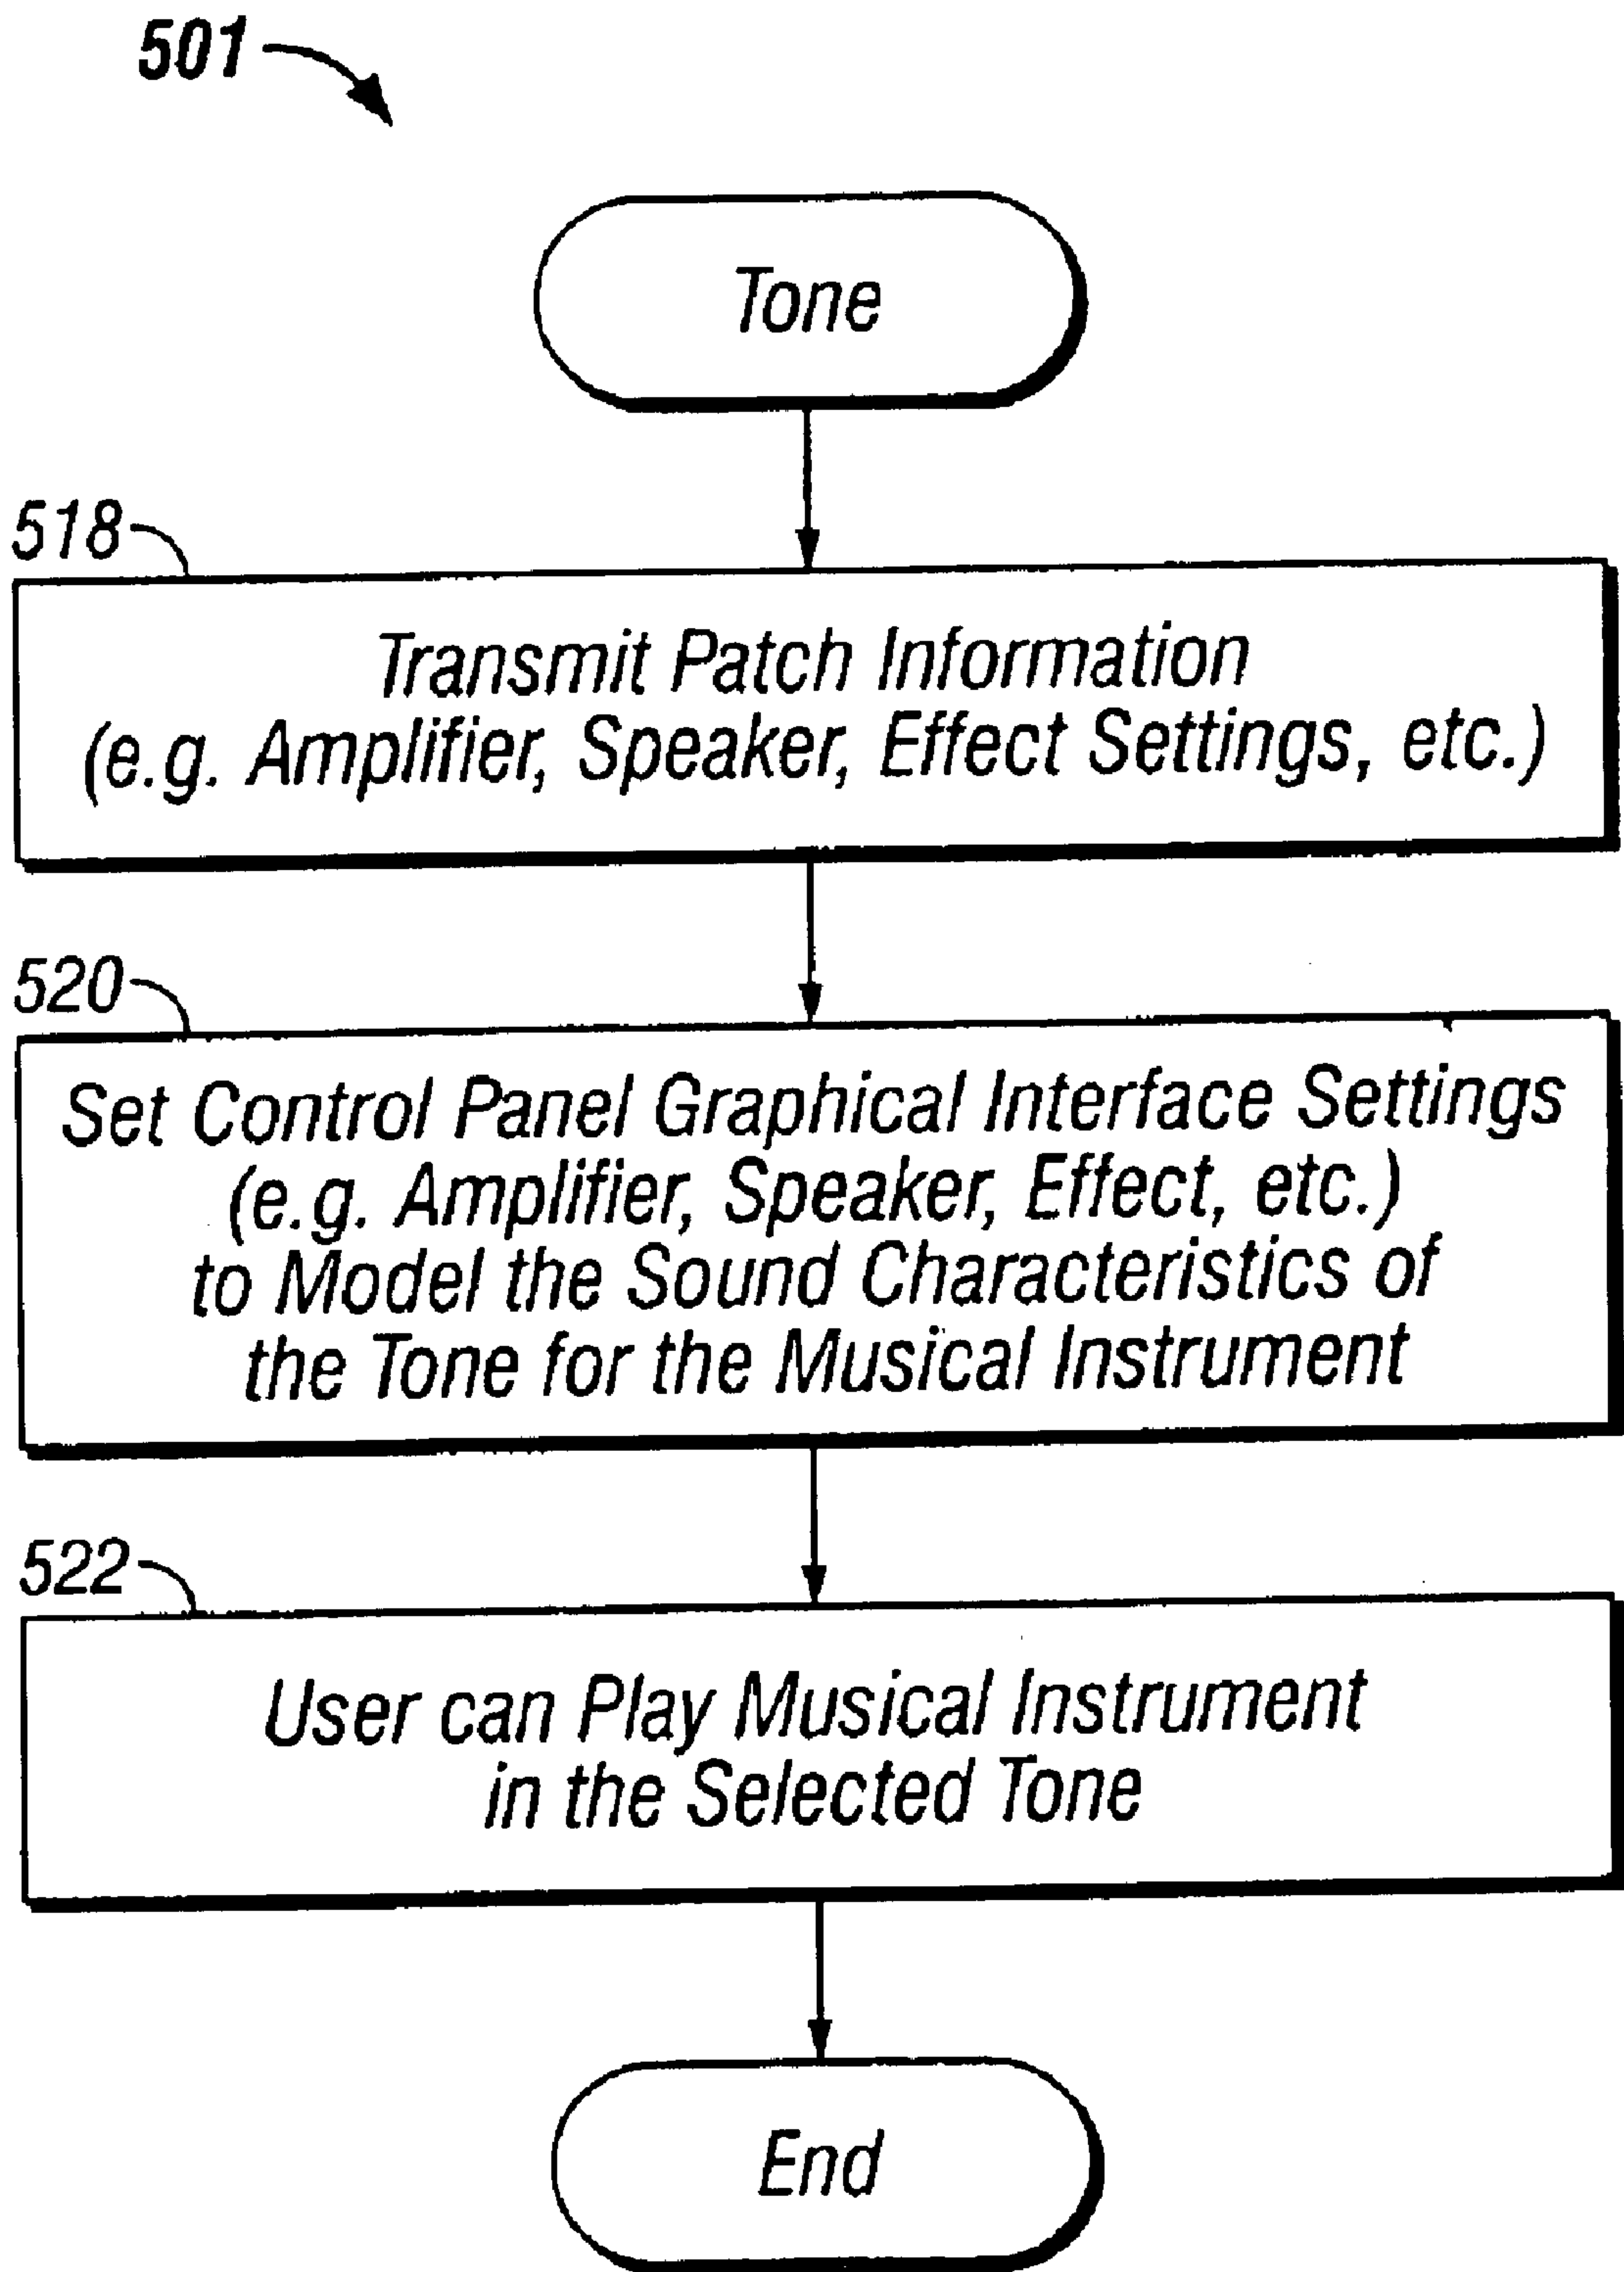 501
Tone
518
Transmit Patch Information
(e.g. Amplifier, Speaker, Effect Settings, etc.)
520
Set Control Panel Graphical Interface Settings
(e.g. Amplifier, Speaker, Effect, etc.)
to Model the Sound Characteristics of
the Tone for the Musical Instrument
522
User can Play Musical Instrument
in the Selected Tone
End